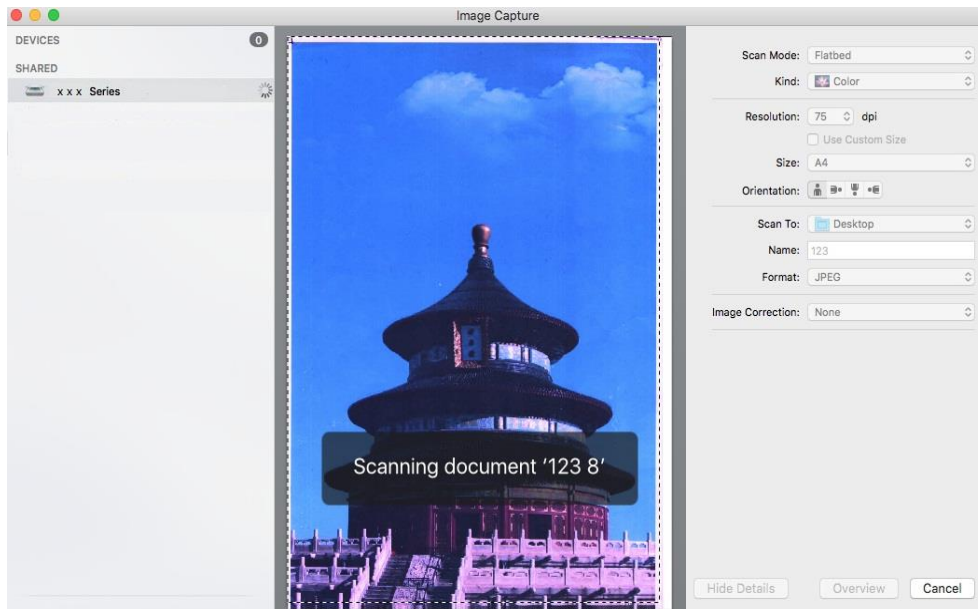 Image Capture
DEVICES 0
SHARED
x x x Series
Scanning document '123 8'
Scan Mode: Flatbed
Kind: Color
Resolution: 75 dpi
Use Custom Size
Size: A4
Orientation:
Scan To: Desktop
Name: 123
Format: JPEG
Image Correction: None
Hide Details Overview Cancel